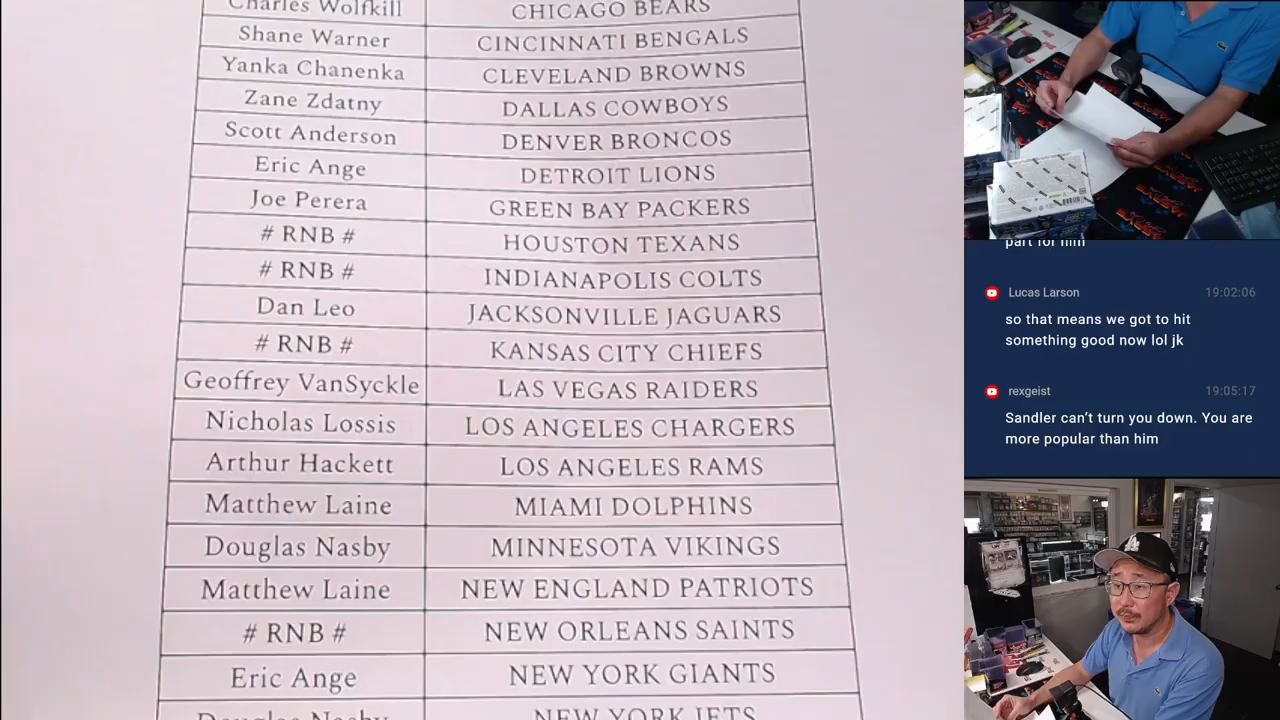 Charles Wolfkill CHICAGO BEARS
Shane Warner CINCINNATI BENGALS
Yanka Chanenka CLEVELAND BROWNS
Zane Zdatny DALLAS COWBOYS
Scott Anderson DENVER BRONCOS
Eric Ange DETROIT LIONS
Joe Perera GREEN BAY PACKERS
# RNB # HOUSTON TEXANS
# RNB # INDIANAPOLIS COLTS
Dan Leo JACKSONVILLE JAGUARS
# RNB # KANSAS CITY CHIEFS
Geoffrey VanSyckle LAS VEGAS RAIDERS
Nicholas Lossis LOS ANGELES CHARGERS
Arthur Hackett LOS ANGELES RAMS
Matthew Laine MIAMI DOLPHINS
Douglas Nasby MINNESOTA VIKINGS
Matthew Laine NEW ENGLAND PATRIOTS
# RNB # NEW ORLEANS SAINTS
Eric Ange NEW YORK GIANTS
Douglas Nasby NEW YORK JETS
part for him
Lucas Larson 19:02:06
so that means we got to hit
something good now lol jk
rexgeist 19:05:17
Sandler can't turn you down. You are
more popular than him
LA